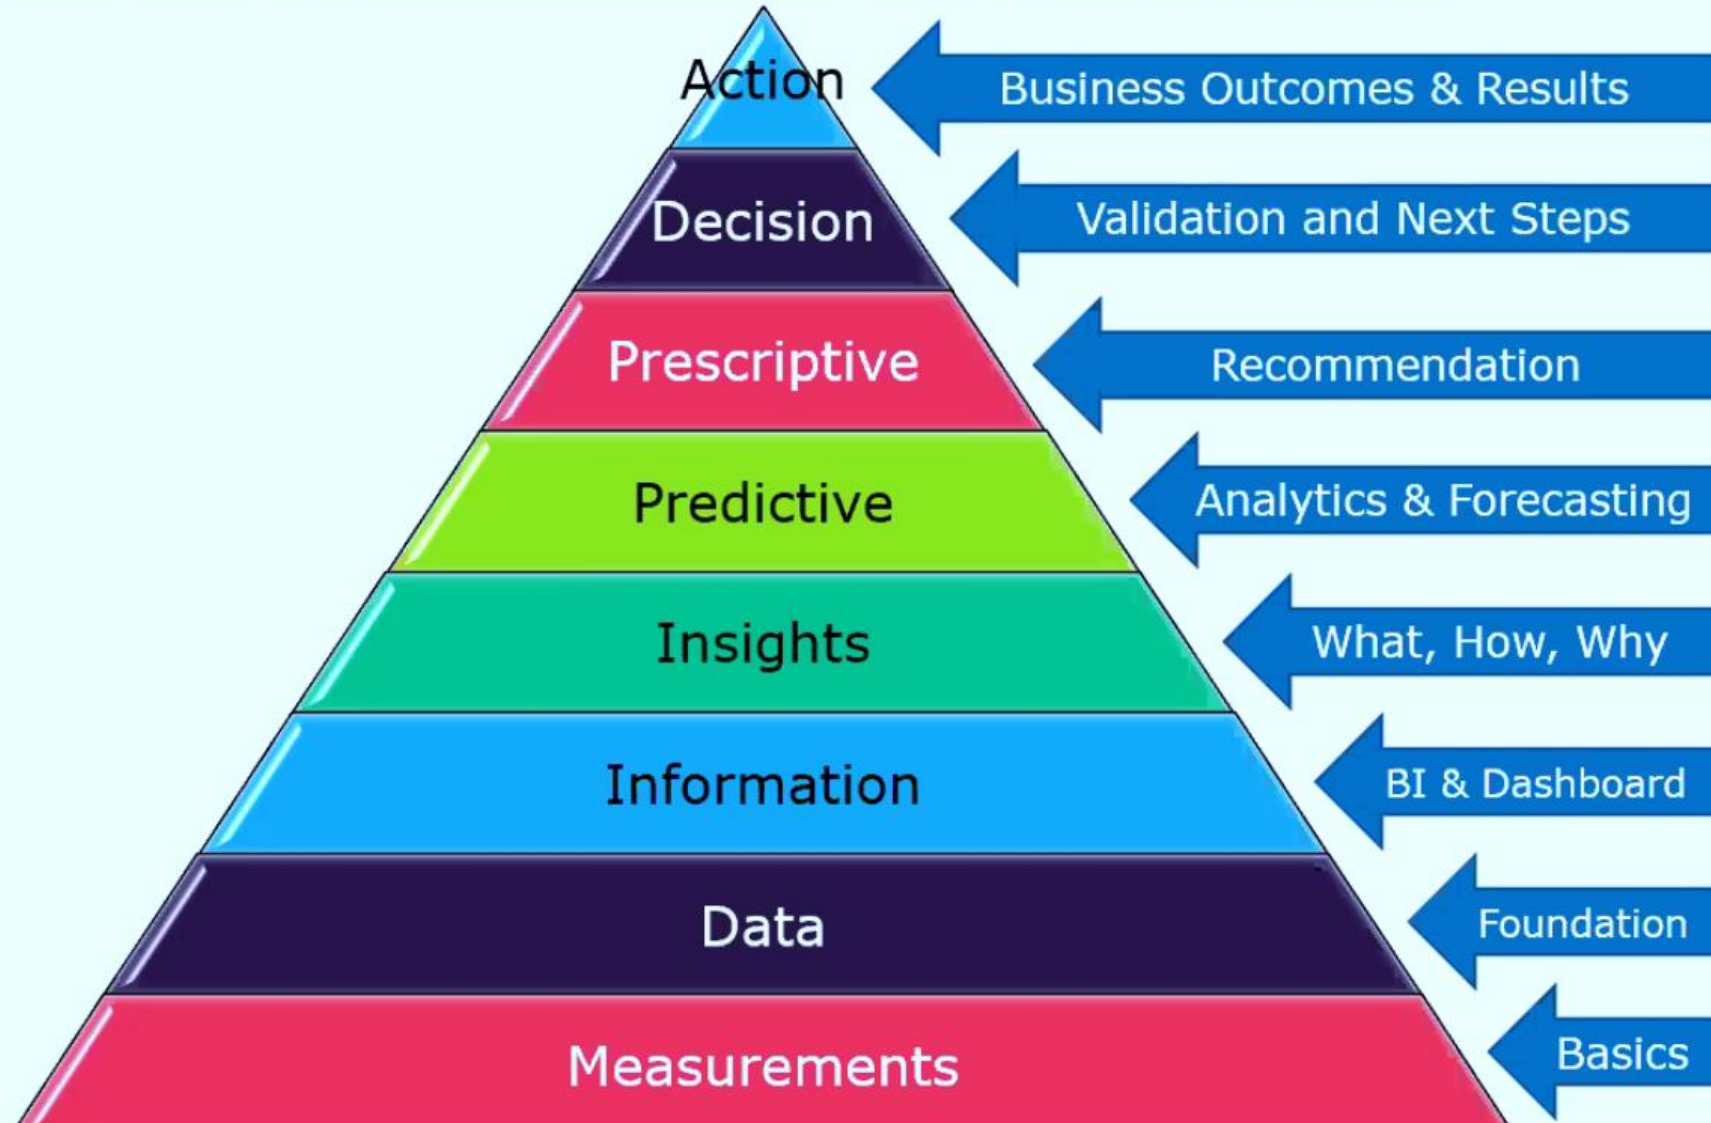 Action
Business Outcomes & Results
Decision
Validation and Next Steps
Prescriptive
Recommendation
Predictive
Analytics & Forecasting
Insights
What, How, Why
Information
BI & Dashboard
Data
Foundation
Measurements
Basics